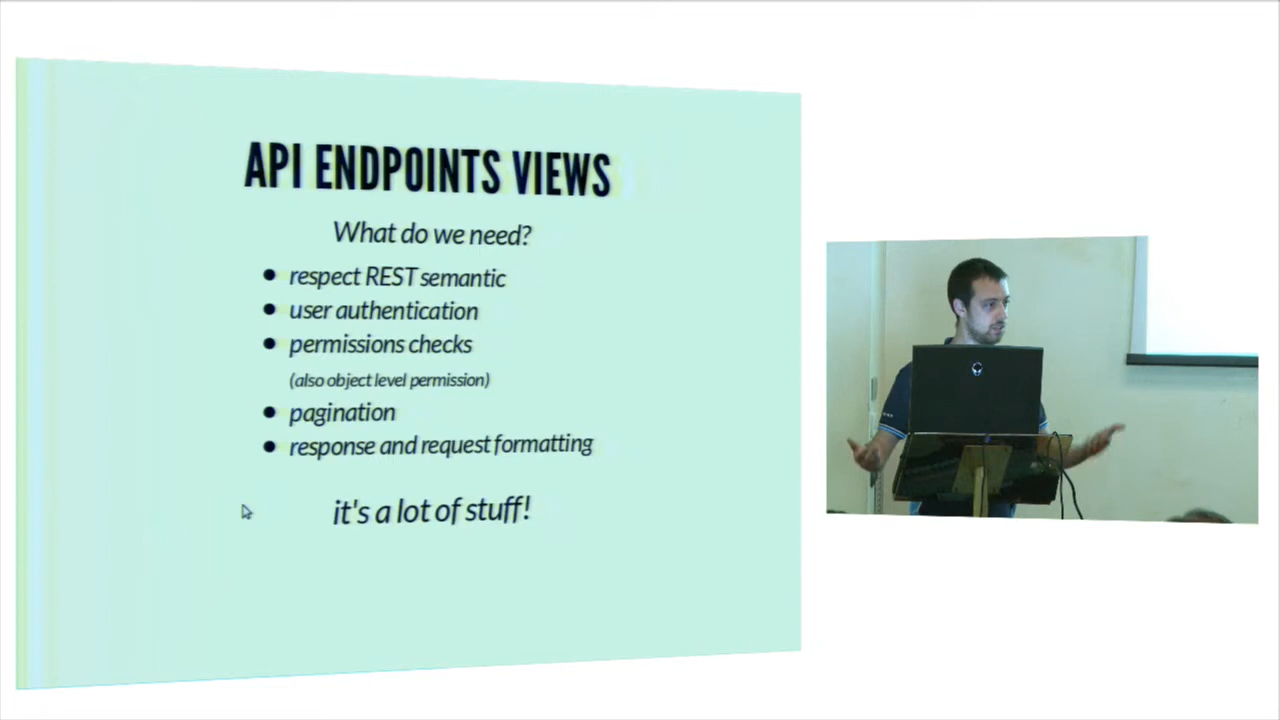 API ENDPOINTS VIEWS
What do we need?
respect REST semantic
user authentication
permissions checks
(also object level permission)
pagination
response and request formatting
it's a lot of stuff!